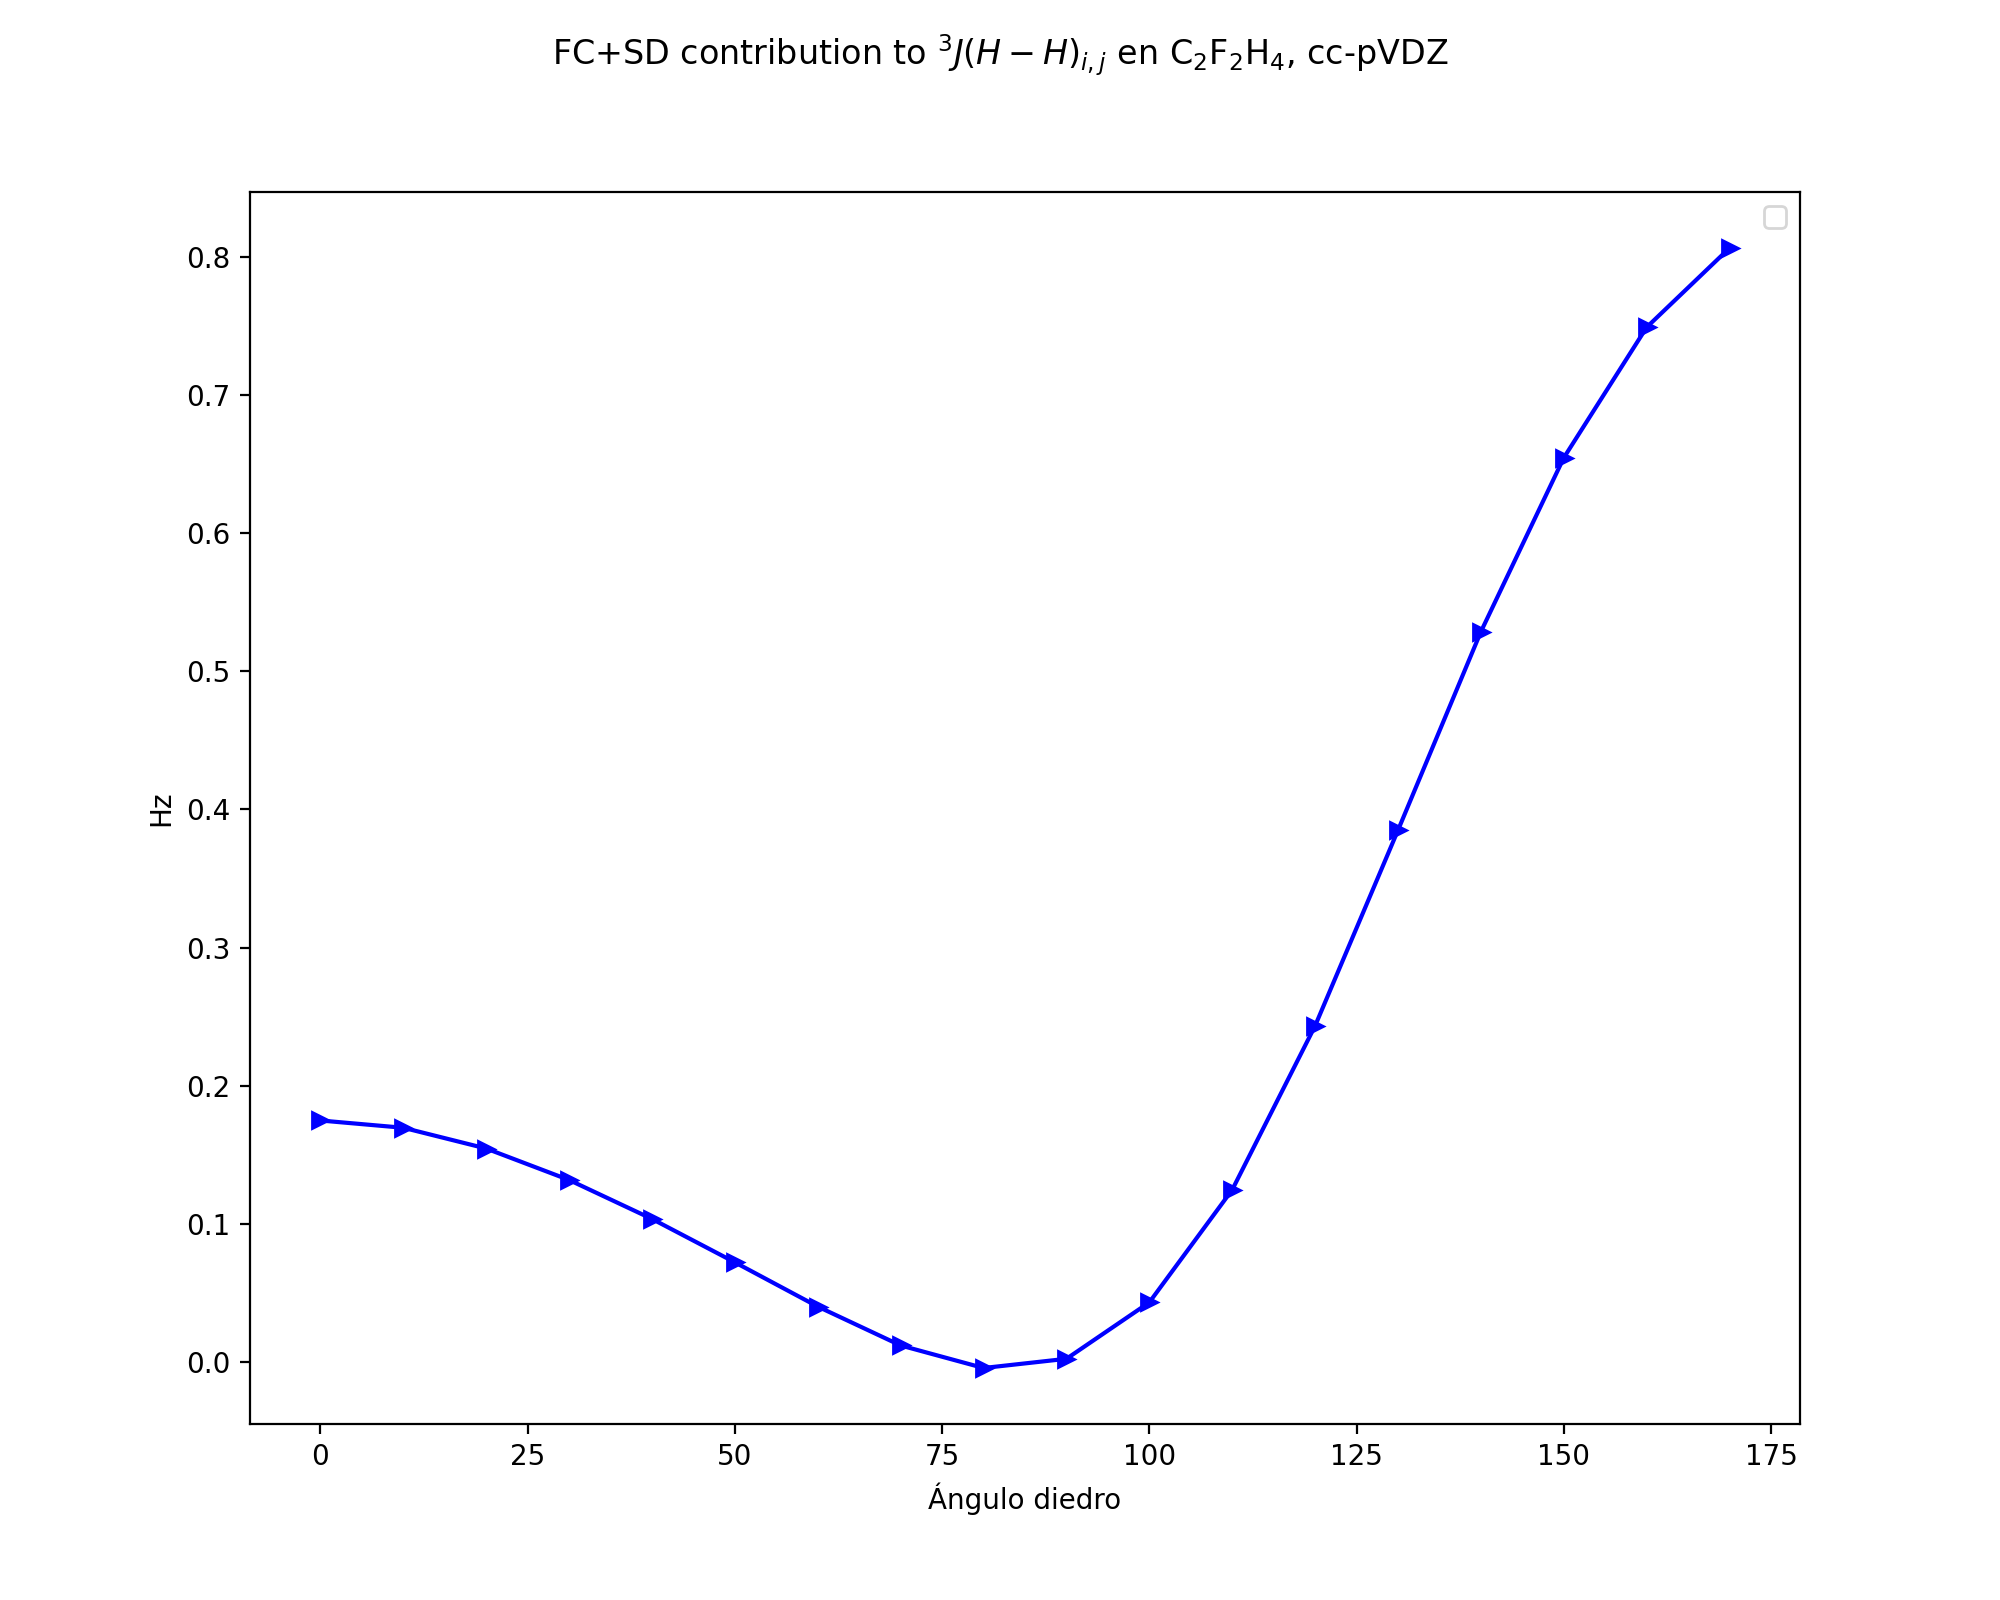 FC+SD contribution to ³J(H − H)ᵢ,ⱼ en C₂F₂H₄, cc-pVDZ
0.8
0.7
0.6
0.5
0.4
0.3
0.2
0.1
0.0
Hz
0 25 50 75 100 125 150 175
Ángulo diedro